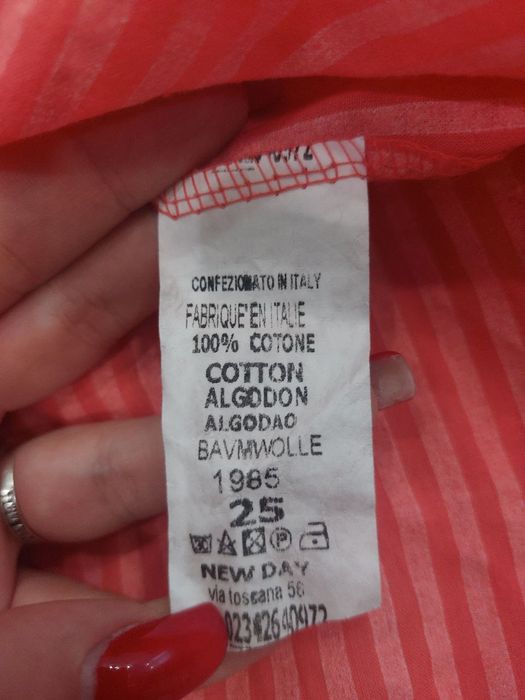 CONFEZIONATO IN ITALY
FABRIQUE'EN ITALIE
100% COTONE
COTTON
ALGODON
ALGODAO
BAVMWOLLE
1985
25
P
NEW DAY
via toscana 56
02342640972